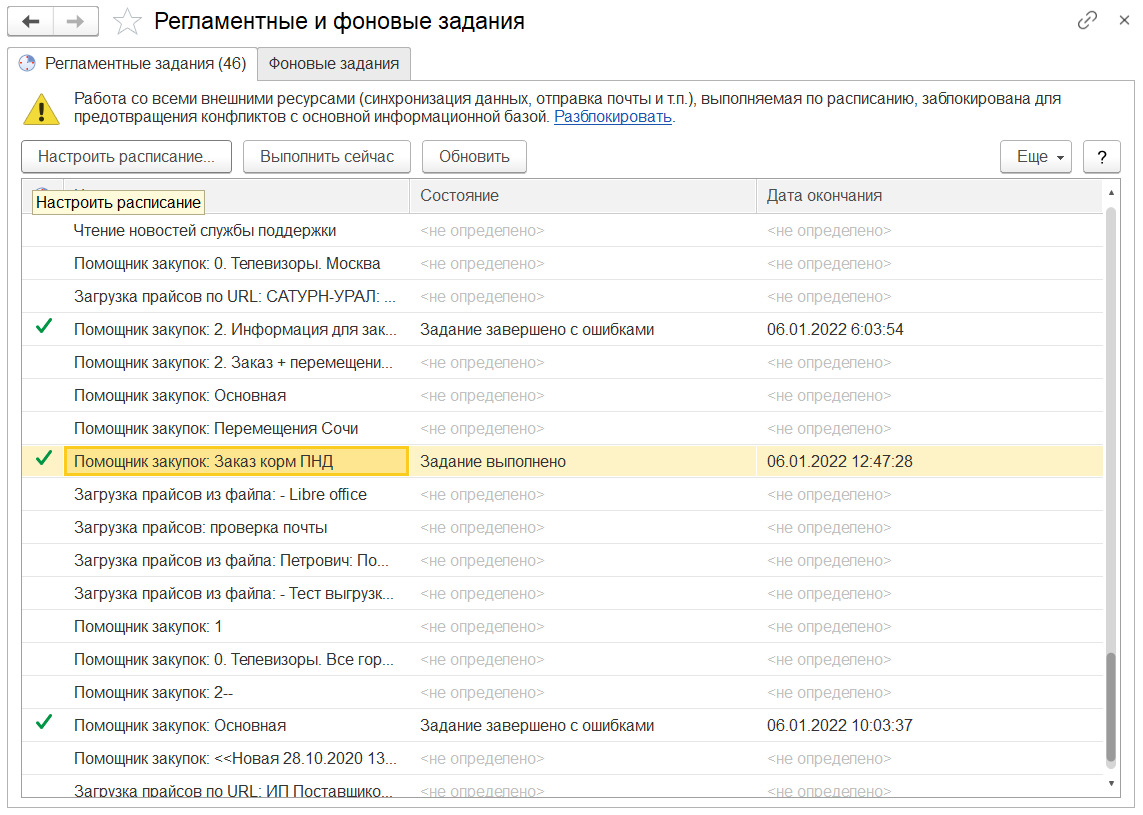 Регламентные и фоновые задания
Регламентные задания (46) Фоновые задания
Работа со всеми внешними ресурсами (синхронизация данных, отправка почты и т.п.), выполняемая по расписанию, заблокирована для
предотвращения конфликтов с основной информационной базой. Разблокировать.
Настроить расписание... Выполнить сейчас Обновить Еще ?
Состояние Дата окончания
Настроить расписание
Чтение новостей службы поддержки <не определено> <не определено>
Помощник закупок: 0. Телевизоры. Москва <не определено> <не определено>
Загрузка прайсов по URL: САТУРН-УРАЛ: ... <не определено> <не определено>
Помощник закупок: 2. Информация для зак... Задание завершено с ошибками 06.01.2022 6:03:54
Помощник закупок: 2. Заказ + перемещени... <не определено> <не определено>
Помощник закупок: Основная <не определено> <не определено>
Помощник закупок: Перемещения Сочи <не определено> <не определено>
Помощник закупок: Заказ корм ПНД Задание выполнено 06.01.2022 12:47:28
Загрузка прайсов из файла: - Libre office <не определено> <не определено>
Загрузка прайсов: проверка почты <не определено> <не определено>
Загрузка прайсов из файла: Петрович: По... <не определено> <не определено>
Загрузка прайсов из файла: - Тест выгрузк... <не определено> <не определено>
Помощник закупок: 1 <не определено> <не определено>
Помощник закупок: 0. Телевизоры. Все гор... <не определено> <не определено>
Помощник закупок: 2-- <не определено> <не определено>
Помощник закупок: Основная Задание завершено с ошибками 06.01.2022 10:03:37
Помощник закупок: <<Новая 28.10.2020 13... <не определено> <не определено>
Загрузка прайсов по URL: ИП Поставщико... <не определено> <не определено>